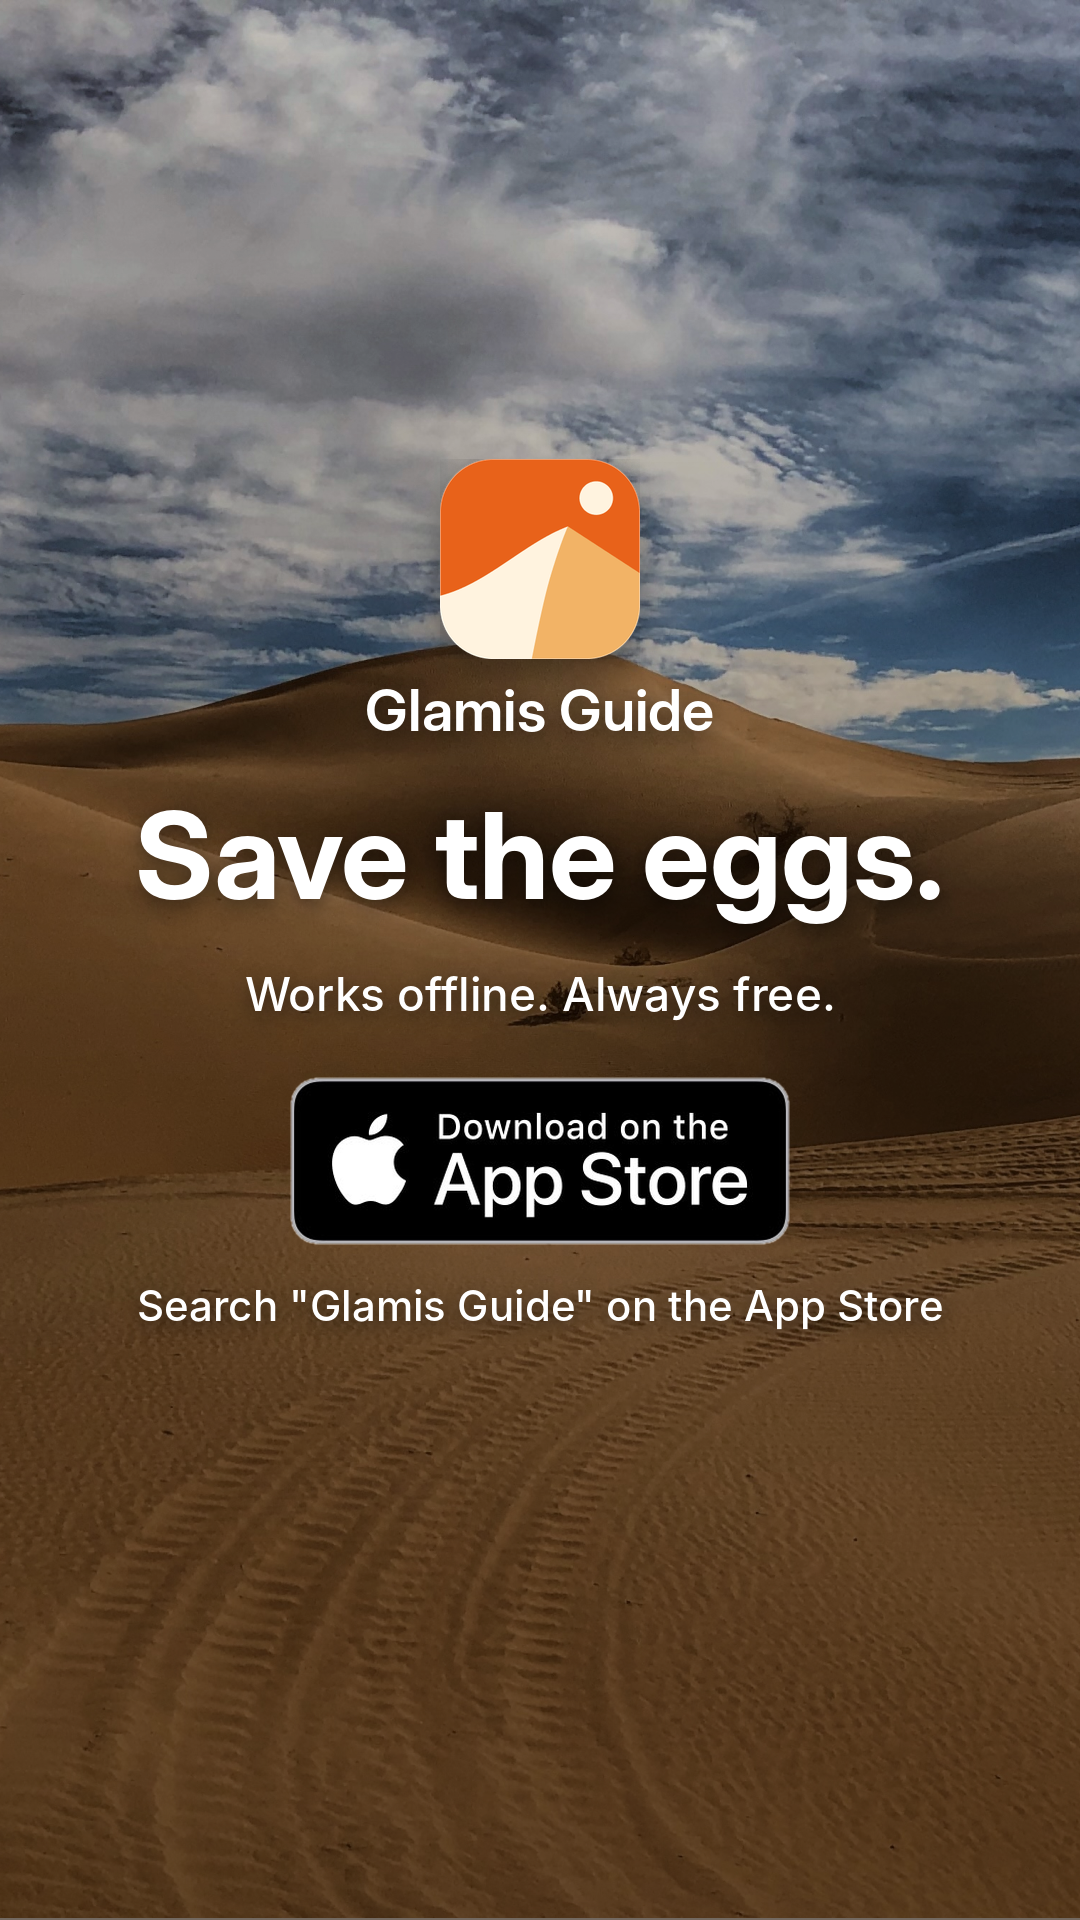 Glamis Guide
Save the eggs.
Works offline. Always free.
Download on the
App Store
Search "Glamis Guide" on the App Store